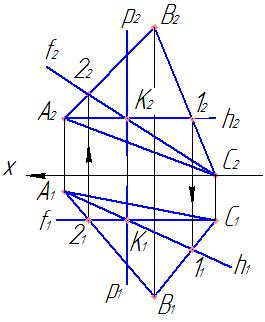 p₂ B₂
f₂ 2₂
A₂ K₂ 1₂ h₂
C₂
x
A₁
f₁ 2₁ K₁ C₁
1₁ h₁
p₁ B₁